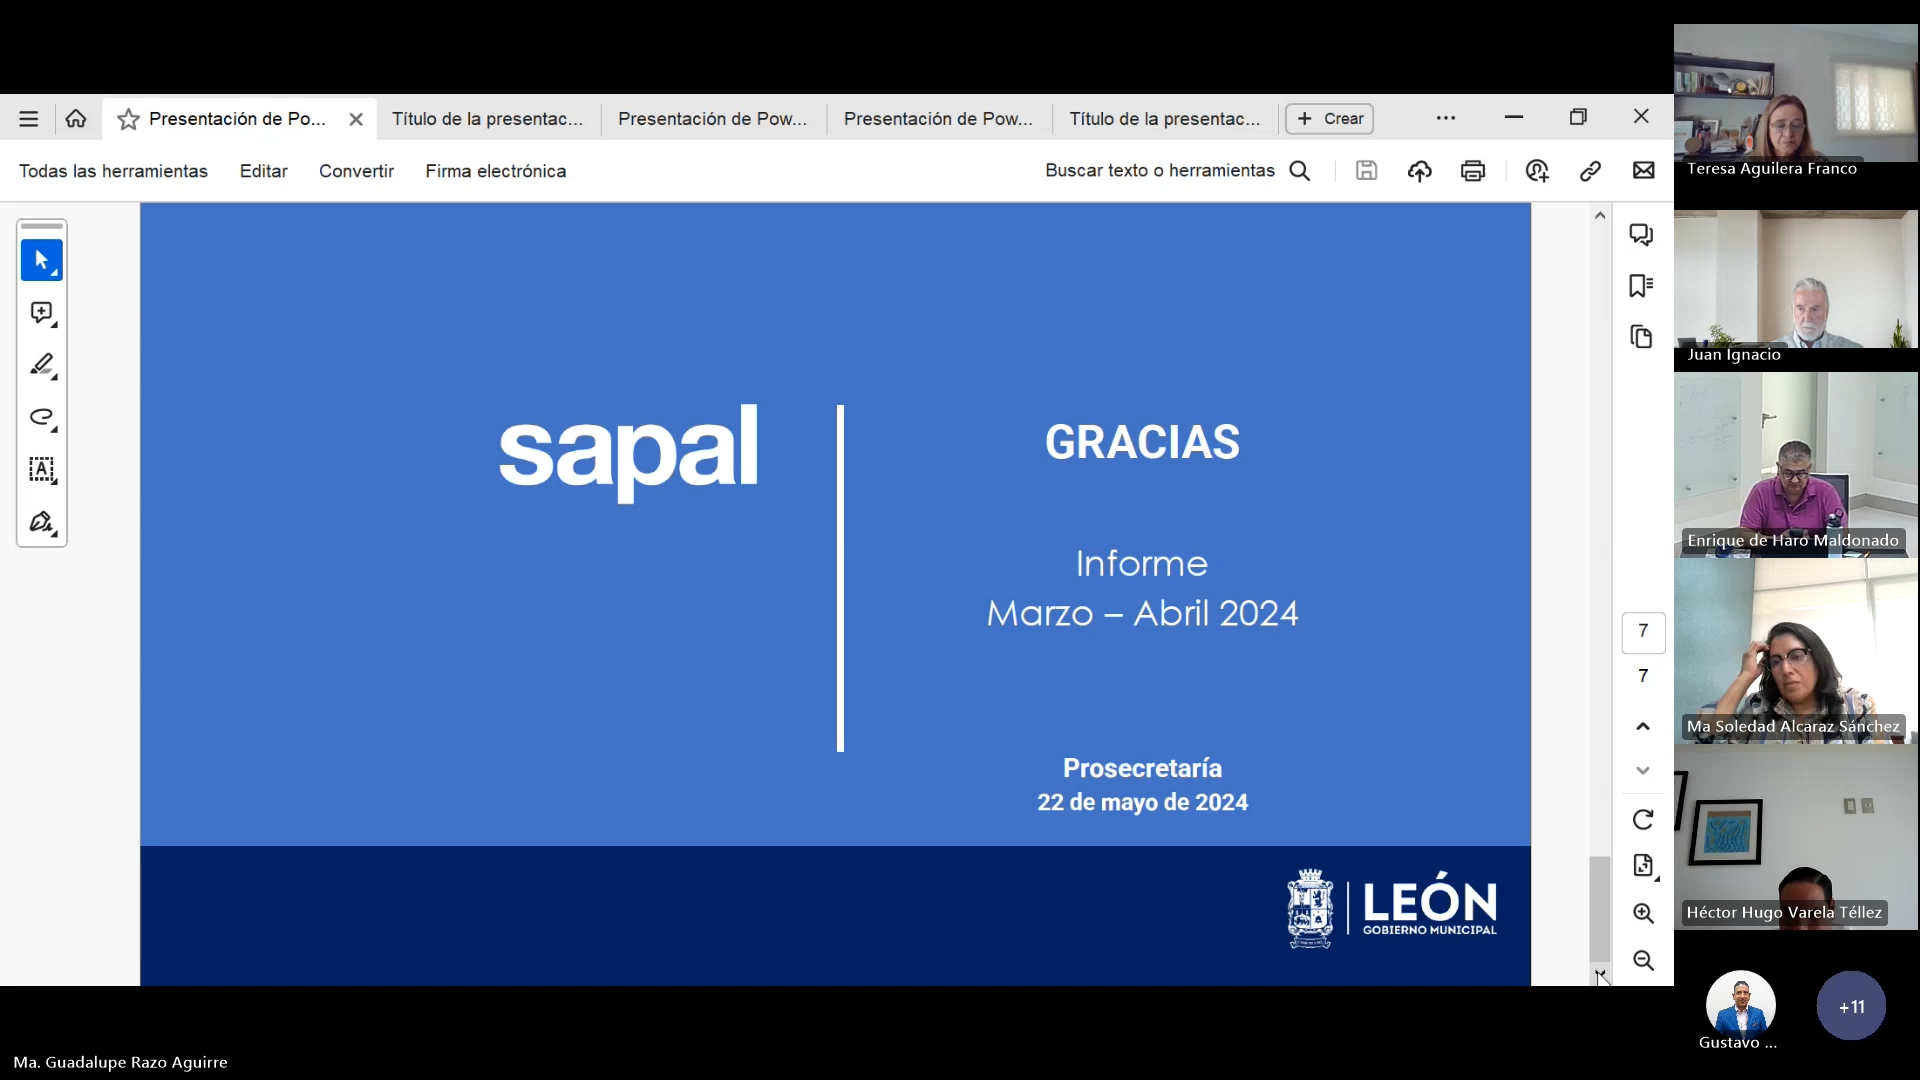 Presentación de Po...
Título de la presentac...
Presentación de Pow...
Presentación de Pow...
Título de la presentac...
Crear
Todas las herramientas
Editar
Convertir
Firma electrónica
Buscar texto o herramientas
sapal
GRACIAS
Informe
Marzo – Abril 2024
Prosecretaría
22 de mayo de 2024
LEÓN
GOBIERNO MUNICIPAL
7
7
Teresa Aguilera Franco
Juan Ignacio
Enrique de Haro Maldonado
Ma Soledad Alcaraz Sánchez
Héctor Hugo Varela Téllez
Gustavo ...
+11
Ma. Guadalupe Razo Aguirre